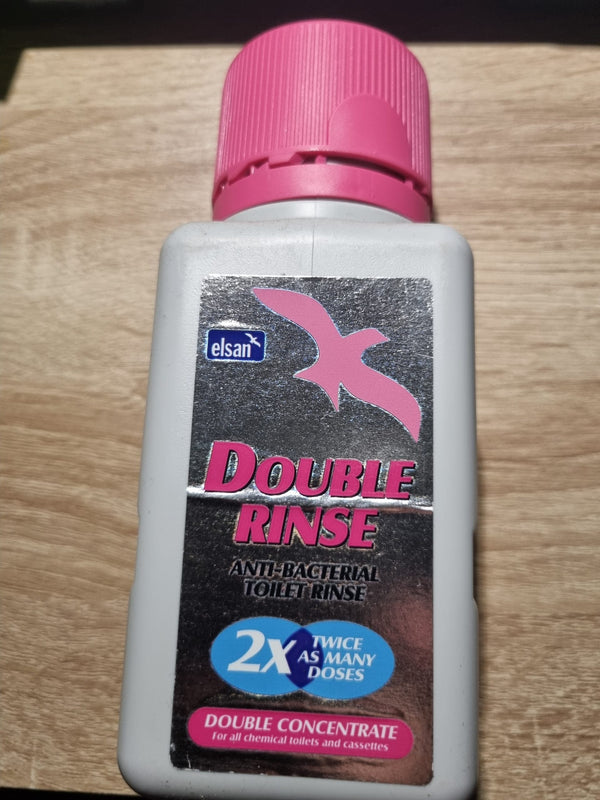 elsan
DOUBLE
RINSE
ANTI-BACTERIAL
TOILET RINSE
2x
TWICE
AS MANY
DOSES
DOUBLE CONCENTRATE
For all chemical toilets and cassettes